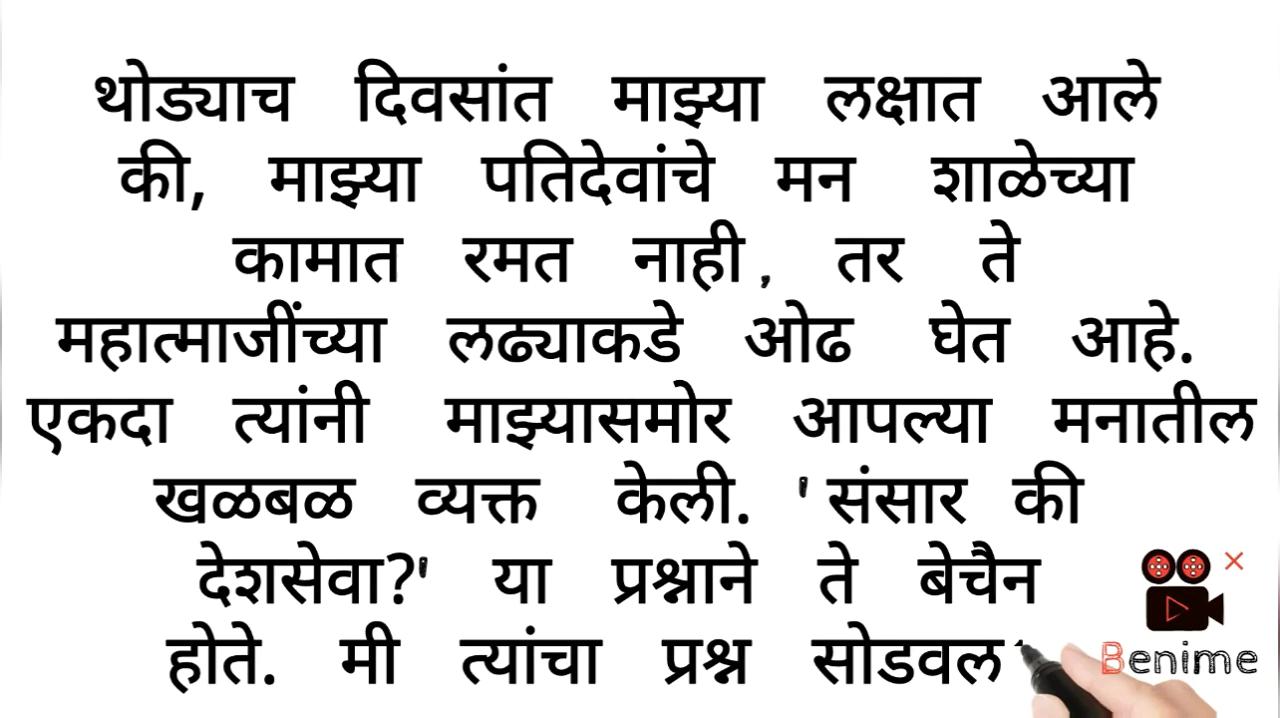 थोड्याच दिवसांत माझ्या लक्षात आले
की, माझ्या पतिदेवांचे मन शाळेच्या
कामात रमत नाही, तर ते
महात्माजींच्या लढ्याकडे ओढ घेत आहे.
एकदा त्यांनी माझ्यासमोर आपल्या मनातील
खळबळ व्यक्त केली. 'संसार की
देशसेवा?' या प्रश्नाने ते बेचैन
होते. मी त्यांचा प्रश्न सोडवल
Benime